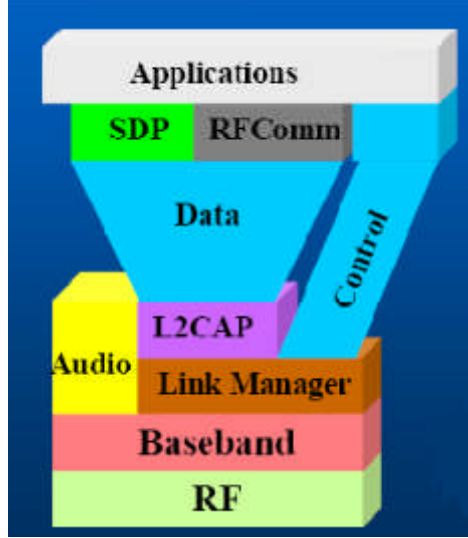 Applications
SDP RFComm
Data
Control
L2CAP
Audio
Link Manager
Baseband
RF